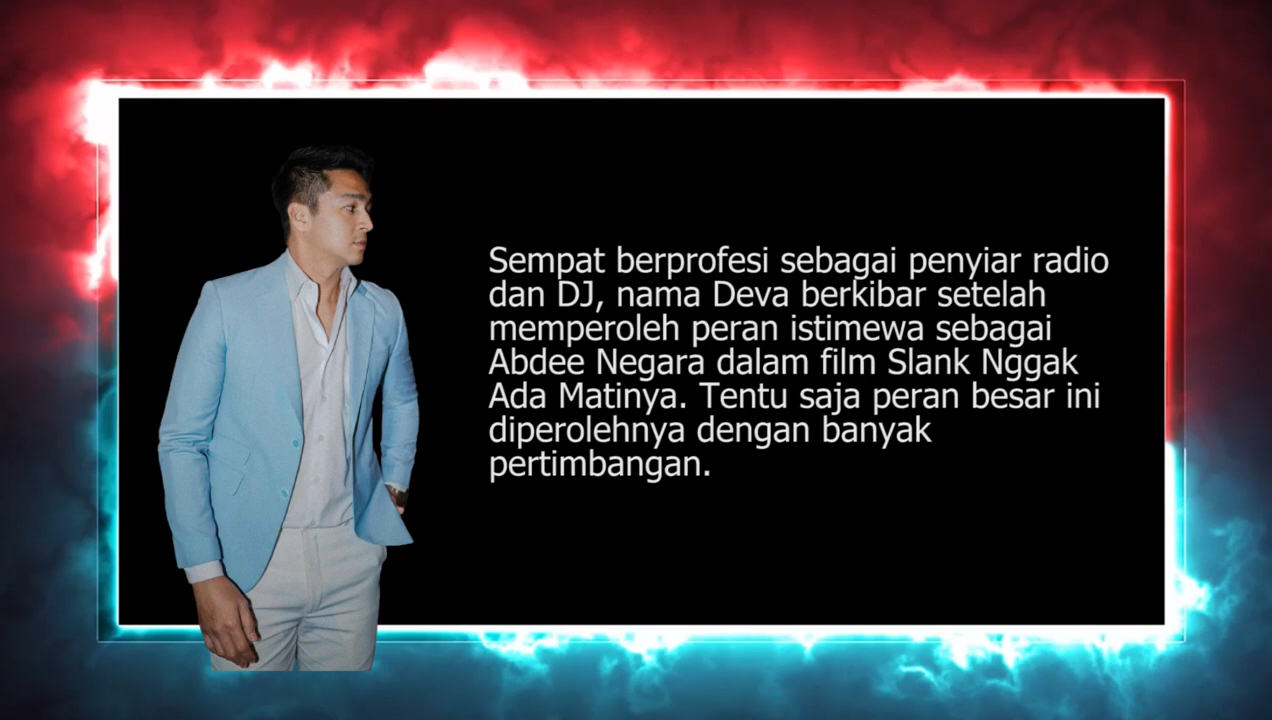 Sempat berprofesi sebagai penyiar radio
dan DJ, nama Deva berkibar setelah
memperoleh peran istimewa sebagai
Abdee Negara dalam film Slank Nggak
Ada Matinya. Tentu saja peran besar ini
diperolehnya dengan banyak
pertimbangan.